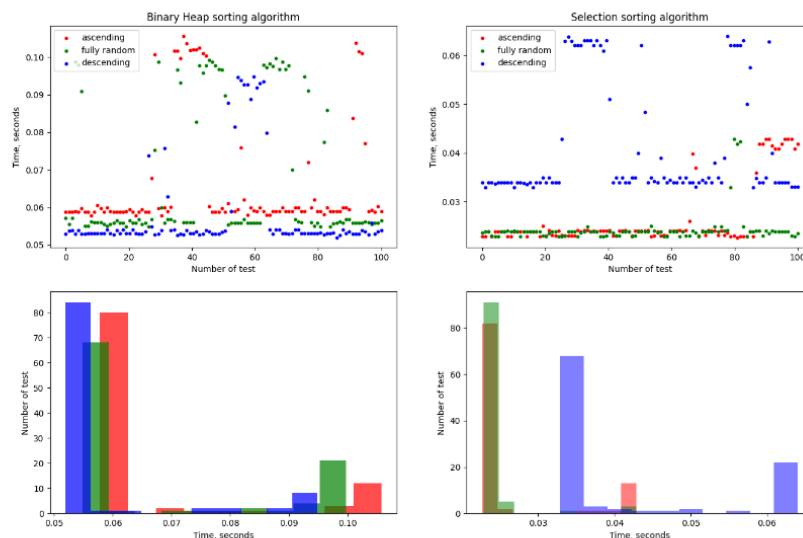 Binary Heap sorting algorithm
ascending
fully random
descending
Time, seconds
0.10
0.09
0.08
0.07
0.06
0.05
0 20 40 60 80 100
Number of test
Selection sorting algorithm
ascending
fully random
descending
Time, seconds
0.06
0.05
0.04
0.03
0 20 40 60 80 100
Number of test
Number of test
80
70
60
50
40
30
20
10
0
0.05 0.06 0.07 0.08 0.09 0.10
Time, seconds
Number of test
80
60
40
20
0
0.03 0.04 0.05 0.06
Time, seconds